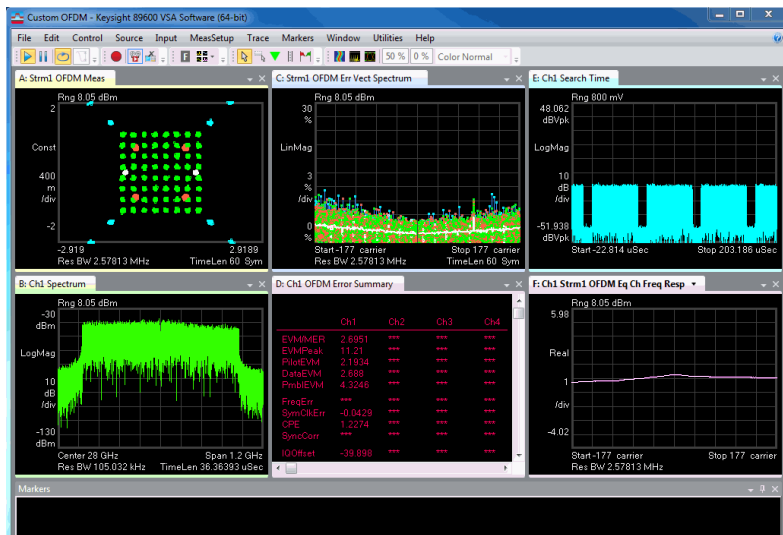 Custom OFDM - Keysight 89600 VSA Software (64-bit)
File Edit Control Source Input MeasSetup Trace Markers Window Utilities Help
50 % 0 % Color Normal
A: Strm1 OFDM Meas
Rng 8.05 dBm
2
Const
400
m
/div
-2
-2.919 2.9189
Res BW 2.57813 MHz TimeLen 60 Sym
C: Strm1 OFDM Err Vect Spectrum
Rng 8.05 dBm
30
%
LinMag
3
%
/div
0
%
Start -177 carrier Stop 177 carrier
Res BW 2.57813 MHz TimeLen 60 Sym
E: Ch1 Search Time
Rng 800 mV
48.062
dBVpk
LogMag
10
dB
/div
-51.938
dBVpk
Start -22.814 uSec Stop 203.186 uSec
B: Ch1 Spectrum
Rng 8.05 dBm
-30
dBm
LogMag
10
dB
/div
-130
dBm
Center 28 GHz Span 1.2 GHz
Res BW 105.032 kHz TimeLen 36.36393 uSec
D: Ch1 OFDM Error Summary
Ch1 Ch2 Ch3 Ch4
EVM/MER 2.6951 *** *** ***
EVMPeak 11.21 *** *** ***
PilotEVM 2.1934 *** *** ***
DataEVM 2.689 *** *** ***
PmblEVM 4.3246 *** *** ***
FreqErr *** *** ***
SymClkErr -0.0429 *** *** ***
CPE 1.2274 *** *** ***
SyncCorr *** *** *** ***
IQOffset -39.898 *** *** ***
F: Ch1 Strm1 OFDM Eq Ch Freq Resp
Rng 8.05 dBm
5.98
Real
1
/div
-4.02
Start -177 carrier Stop 177 carrier
Res BW 2.57813 MHz
Markers